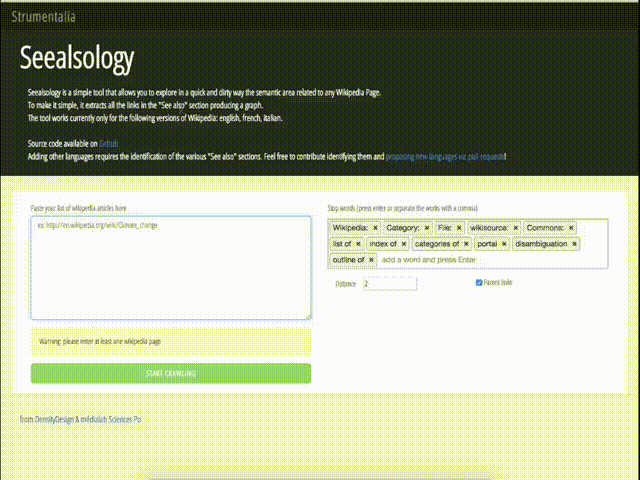 Strumentalia
Seealsology
Seealsology is a simple tool that allows you to explore in a quick and dirty way the semantic area related to any Wikipedia Page.
To make it simple, it extracts all the links in the "See also" section producing a graph.
The tool works currently only for the following versions of Wikipedia: english, french, italian.
Source code available on Github
Adding other languages requires the identification of the various "See also" sections. Feel free to contribute identifying them and proposing new languages via pull requests!
Paste your list of wikipedia articles here
ex. http://en.wikipedia.org/wiki/Climate_change
Warning: please enter at least one wikipedia page
START CRAWLING
Stop words (press enter or separate the works with a comma)
Wikipedia: × Category: × File: × wikisource: × Commons: ×
list of × index of × categories of × portal × disambiguation ×
outline of × add a word and press Enter
Distance 2 Parent links
from DensityDesign & médialab Sciences Po